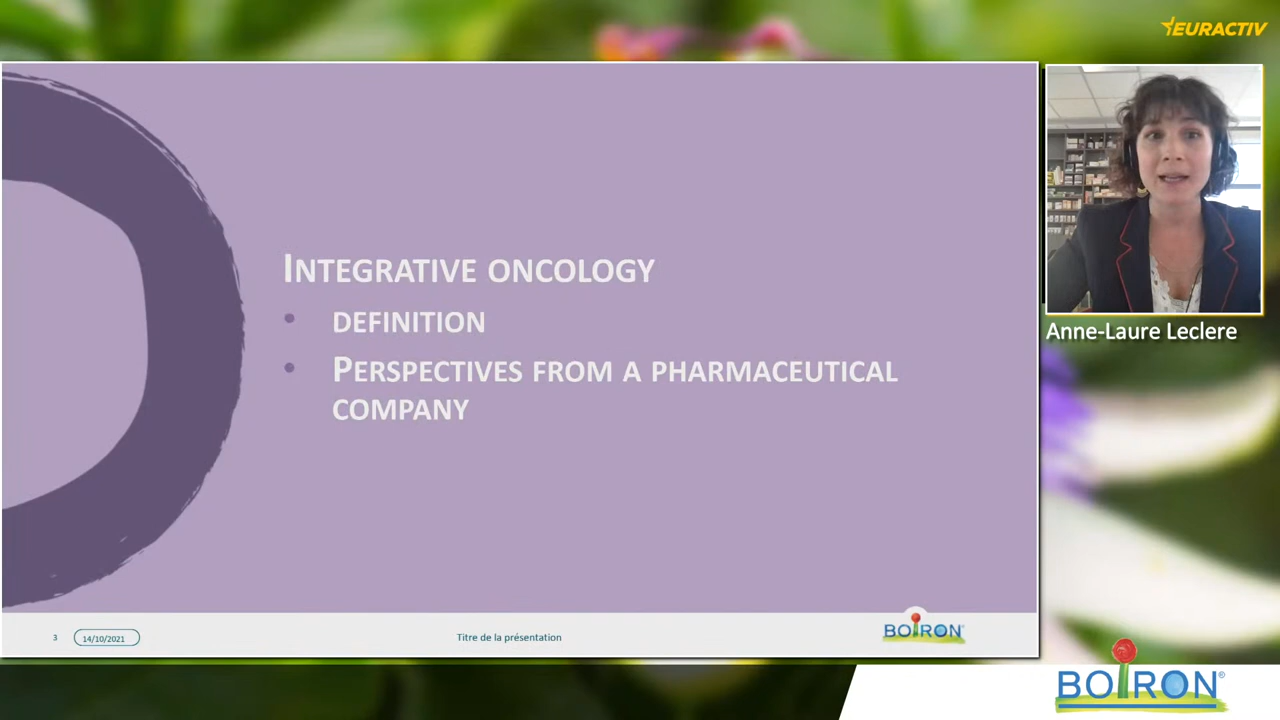 EURACTIV
INTEGRATIVE ONCOLOGY
• DEFINITION
• PERSPECTIVES FROM A PHARMACEUTICAL
COMPANY
Anne-Laure Leclere
3
14/10/2021
Titre de la présentation
BOIRON®
BOIRON®